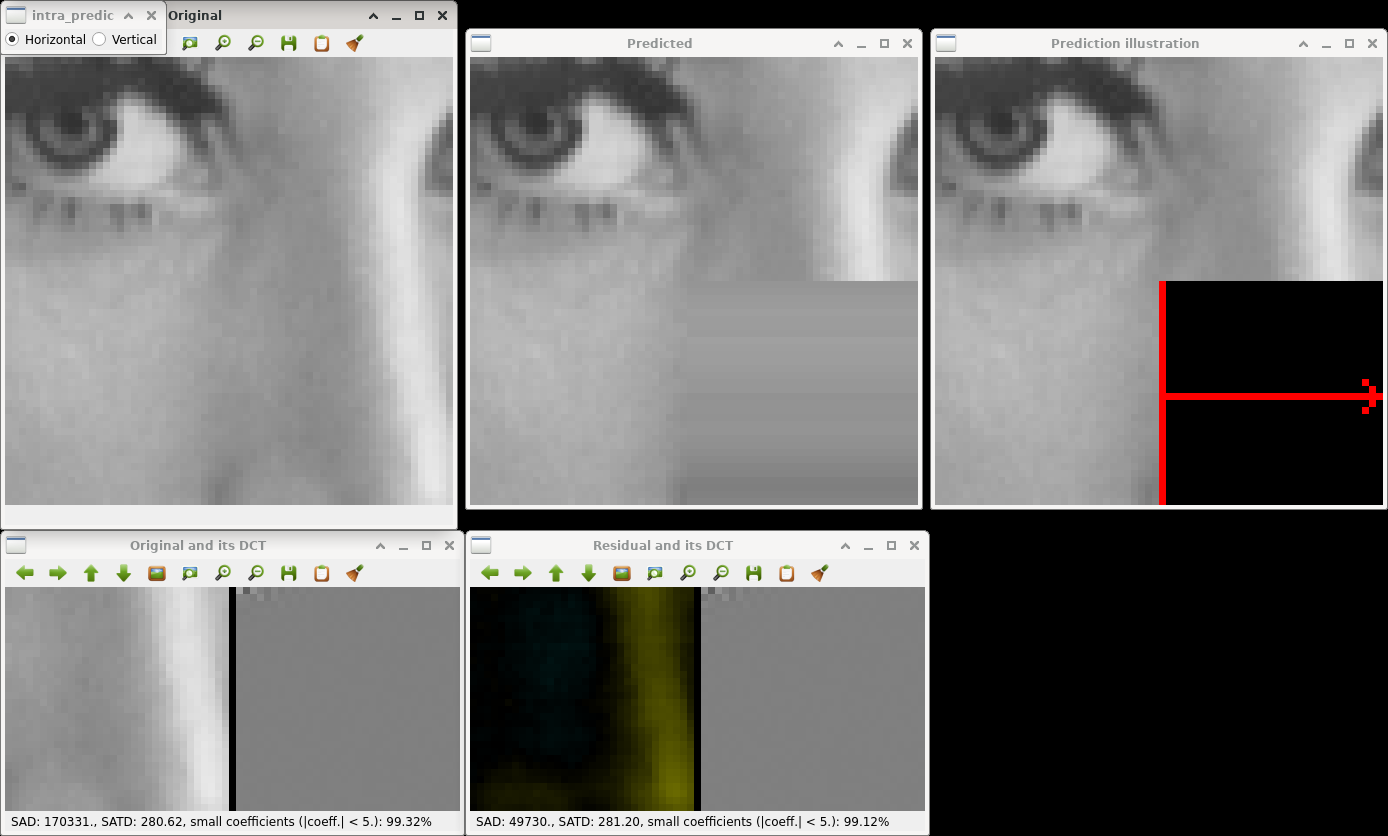 intra_predic
Original
Horizontal Vertical
Predicted
Prediction illustration
Original and its DCT
Residual and its DCT
SAD: 170331., SATD: 280.62, small coefficients (|coeff.| < 5.): 99.32%
SAD: 49730., SATD: 281.20, small coefficients (|coeff.| < 5.): 99.12%